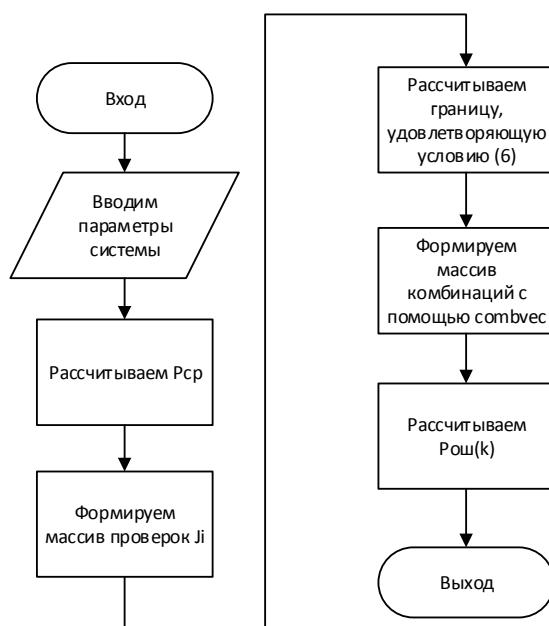 Вход
Вводим
параметры
системы
Рассчитываем Рср
Формируем
массив проверок Ji
Рассчитываем
границу,
удовлетворяющую
условию (6)
Формируем
массив
комбинаций с
помощью combvec
Рассчитываем
Рош(k)
Выход